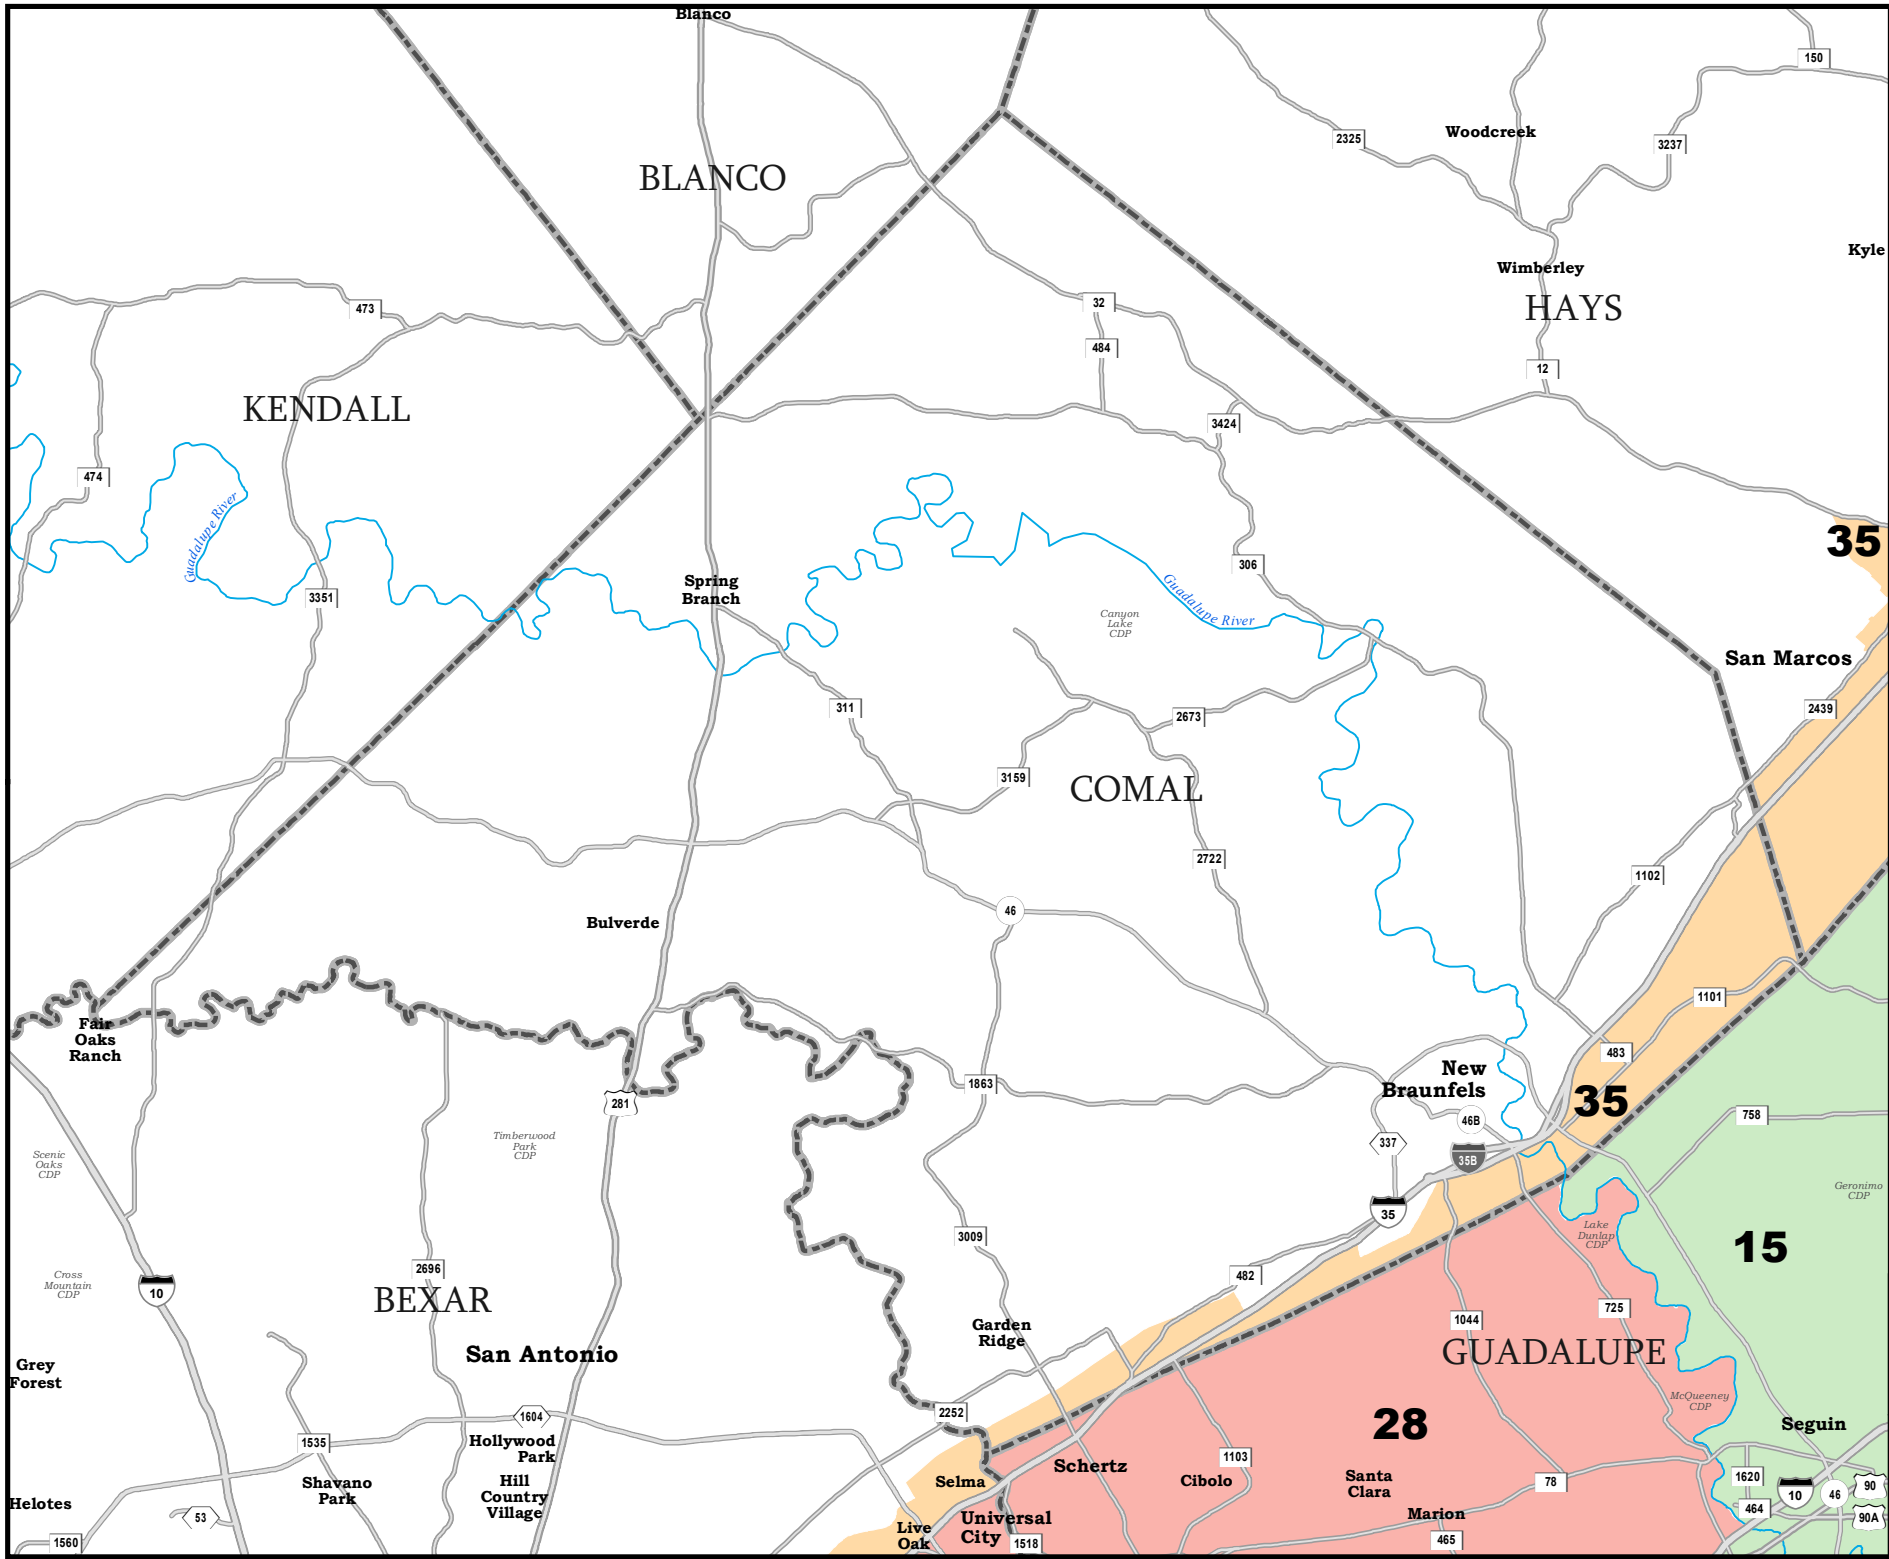 Blanco
150
2325
Woodcreek
3237
BLANCO
Kyle
Wimberley
HAYS
473
32
484
12
KENDALL
3424
474
Guadalupe River
35
306
Spring
Branch
3351
Canyon
Lake
CDP
Guadalupe River
San Marcos
311
2673
2439
3159
COMAL
2722
1102
46
Bulverde
1101
Fair
Oaks
Ranch
483
New
Braunfels
1863
281
35
46B
758
337
35B
Timberwood
Park
CDP
Scenic
Oaks
CDP
Geronimo
CDP
35
Lake
Dunlap
CDP
3009
15
2696
482
Cross
Mountain
CDP
10
BEXAR
725
1044
Garden
Ridge
GUADALUPE
San Antonio
Grey
Forest
McQueeney
CDP
2252
1604
28
Seguin
1535
Hollywood
Park
Schertz
1103
Selma
Cibolo
Santa
Clara
78
1620
Shavano
Park
Hill
Country
Village
10
46
90
Helotes
464
90A
53
Marion
Universal
City
Live
Oak
1560
1518
465